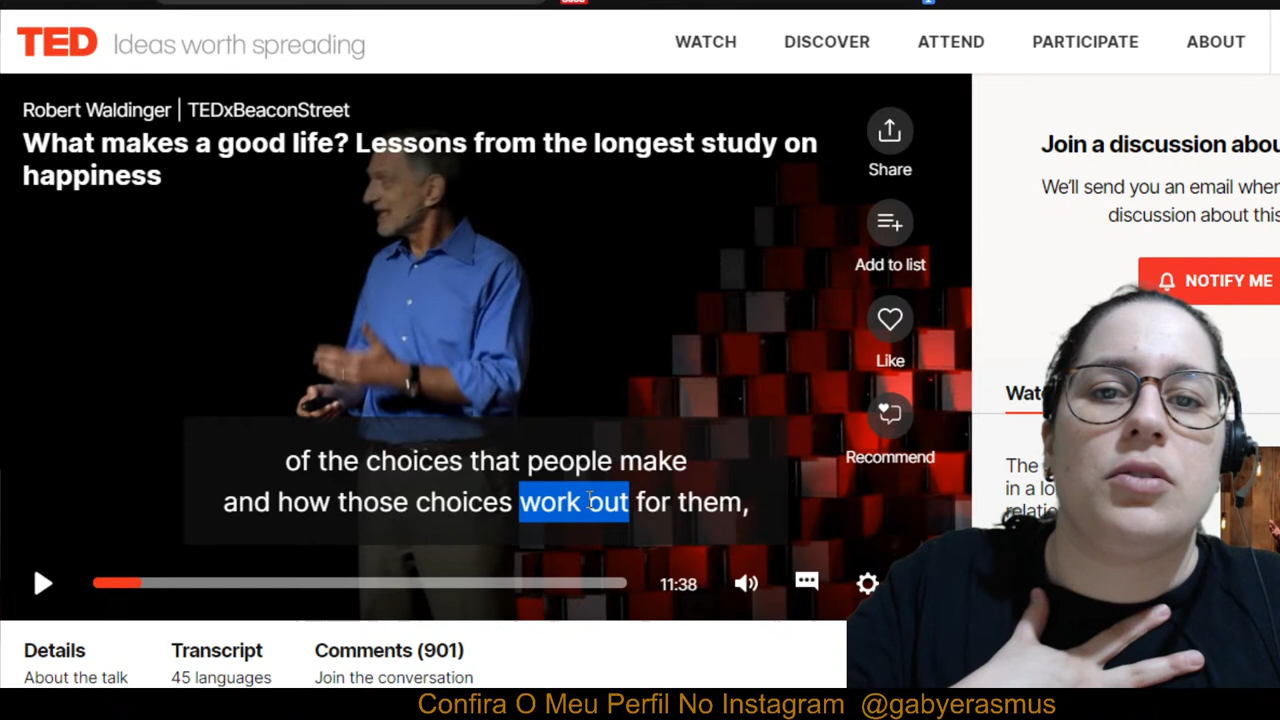 TED Ideas worth spreading
WATCH DISCOVER ATTEND PARTICIPATE ABOUT
Robert Waldinger | TEDxBeaconStreet
What makes a good life? Lessons from the longest study on
happiness
Share
Add to list
Like
Recommend
of the choices that people make
and how those choices work out for them,
11:38
Details
About the talk
Transcript
45 languages
Comments (901)
Join the conversation
Join a discussion
We'll send you an email
discussion about
NOTIFY ME
The
in a
Confira O Meu Perfil No Instagram @gabyerasmus